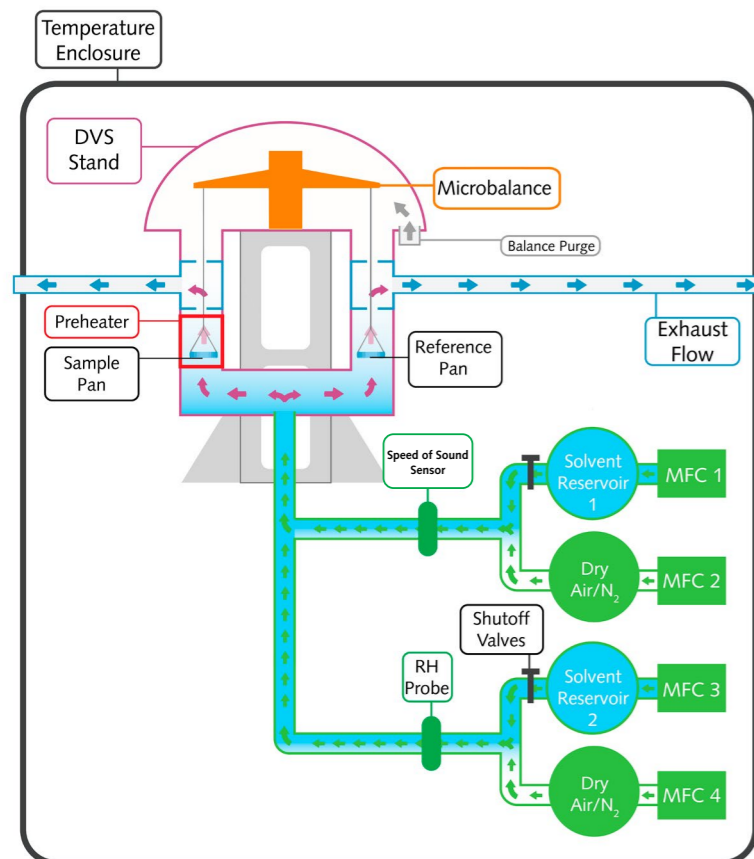 Temperature
Enclosure
DVS
Stand
Microbalance
Balance Purge
Preheater
Sample
Pan
Reference
Pan
Exhaust
Flow
Speed of Sound
Sensor
Solvent
Reservoir
1
MFC 1
Dry
Air/N₂
MFC 2
Shutoff
Valves
RH
Probe
Solvent
Reservoir
2
MFC 3
Dry
Air/N₂
MFC 4